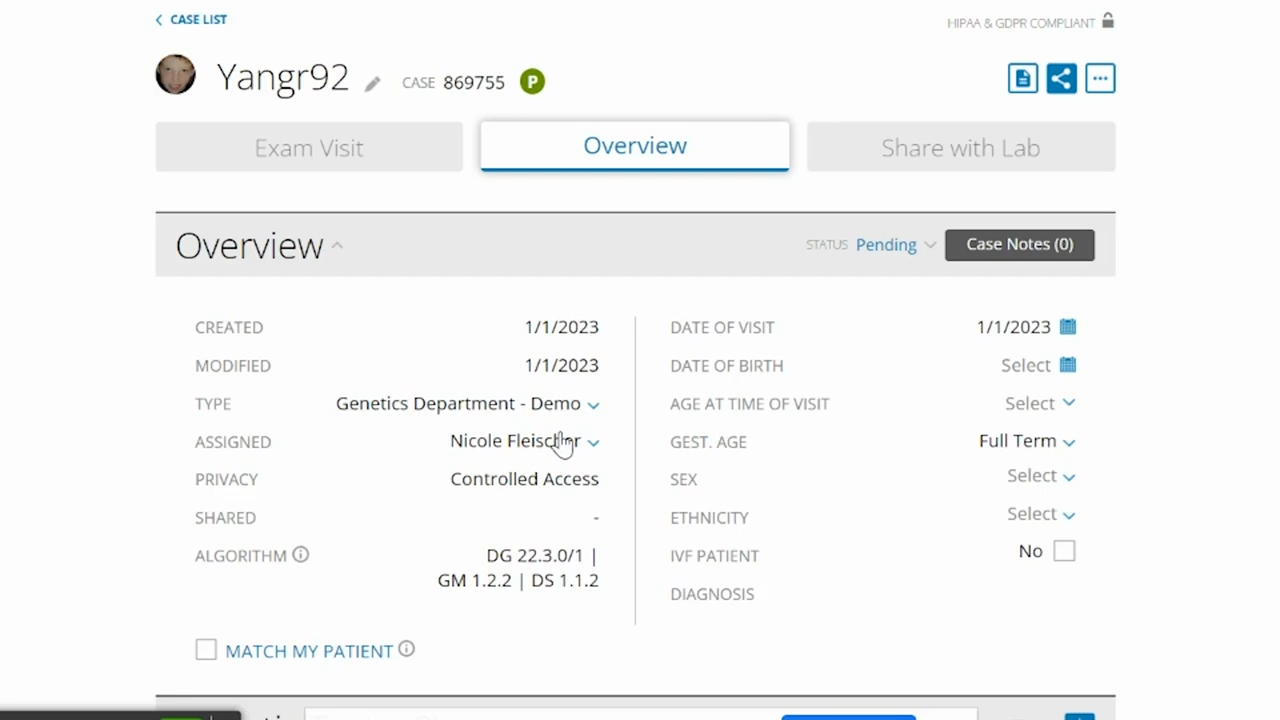 CASE LIST
HIPAA & GDPR COMPLIANT
Yangr92 CASE 869755 P
Exam Visit Overview Share with Lab
Overview STATUS Pending Case Notes (0)
CREATED 1/1/2023
MODIFIED 1/1/2023
TYPE Genetics Department - Demo
ASSIGNED Nicole Fleischer
PRIVACY Controlled Access
SHARED -
ALGORITHM DG 22.3.0/1 |
GM 1.2.2 | DS 1.1.2
MATCH MY PATIENT
DATE OF VISIT 1/1/2023
DATE OF BIRTH Select
AGE AT TIME OF VISIT Select
GEST. AGE Full Term
SEX Select
ETHNICITY Select
IVF PATIENT No
DIAGNOSIS